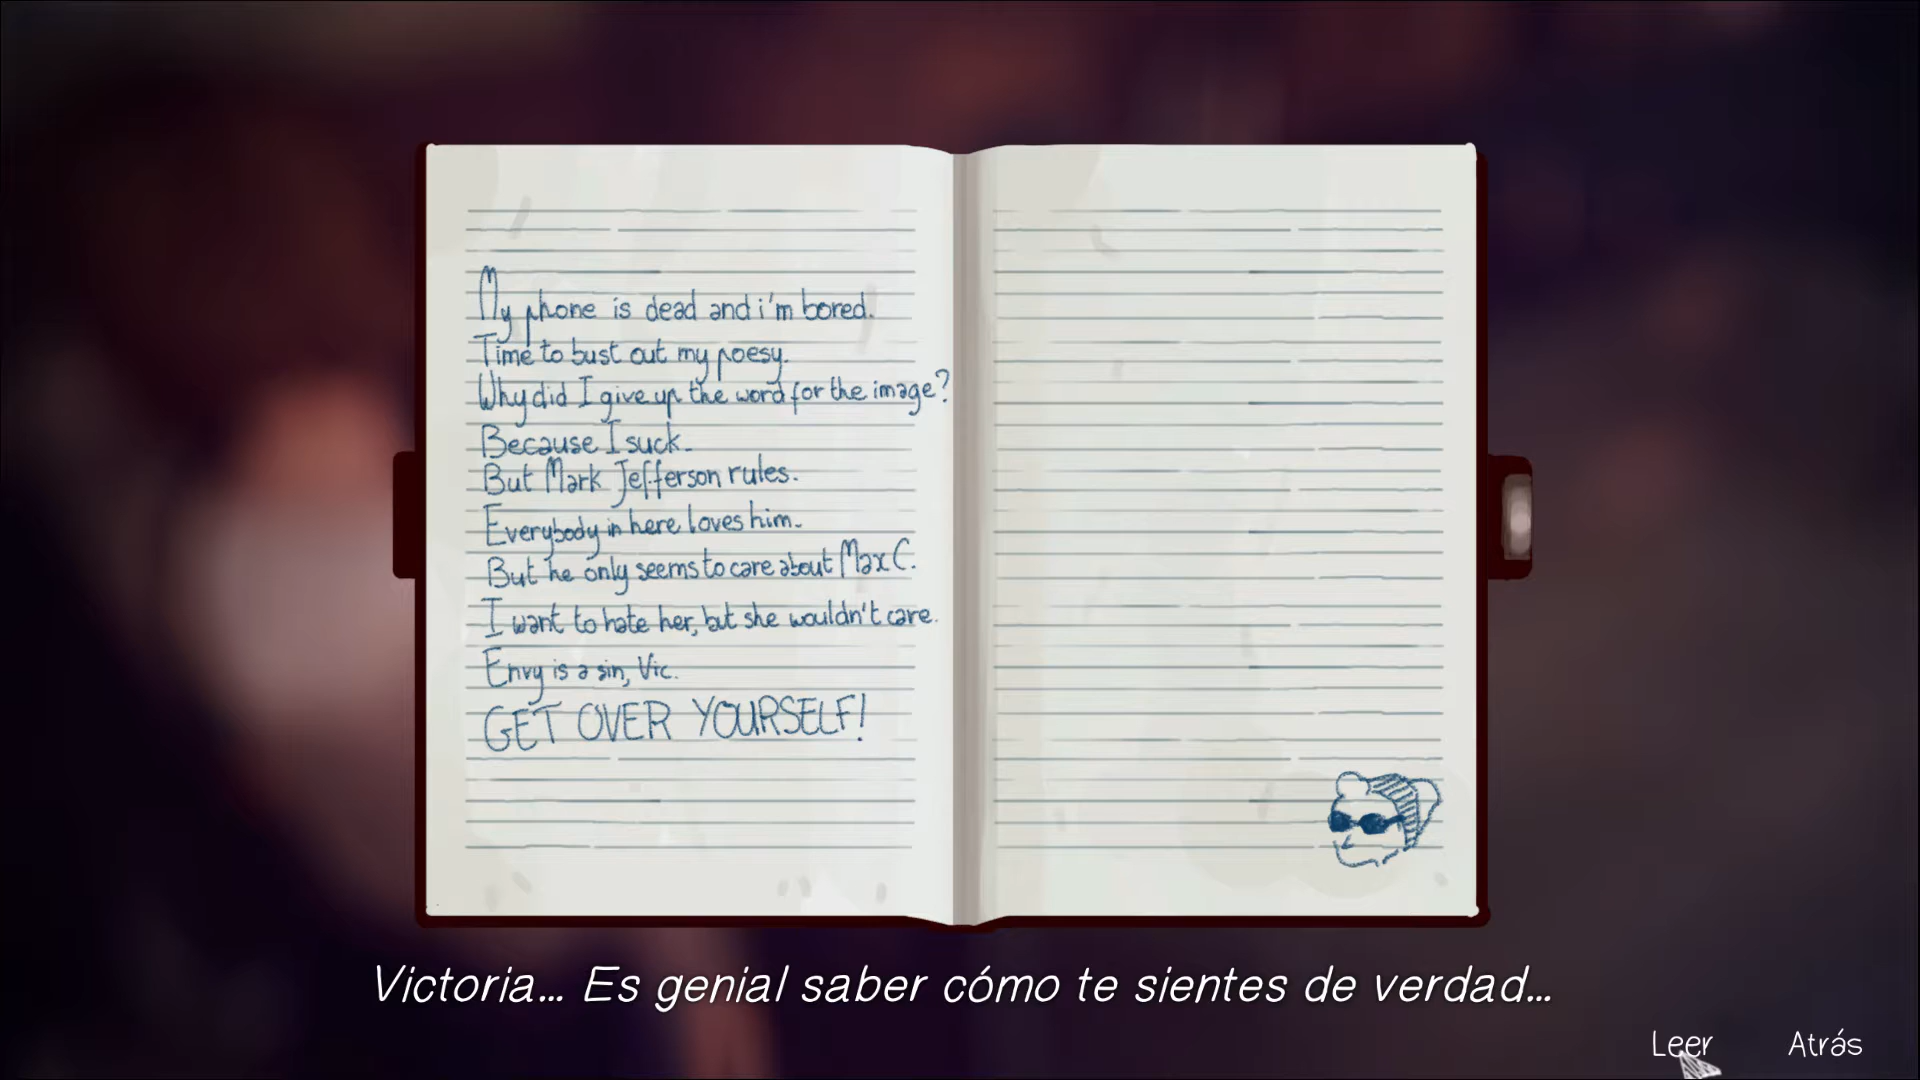 My phone is dead and i'm bored.
Time to bust out my poesy.
Why did I give up the word for the image?
Because I suck.
But Mark Jefferson rules.
Everybody in here loves him.
But he only seems to care about Max C.
I want to hate her, but she wouldn't care.
Envy is a sin, Vic.
GET OVER YOURSELF!
Victoria... Es genial saber cómo te sientes de verdad...
Leer Atrás